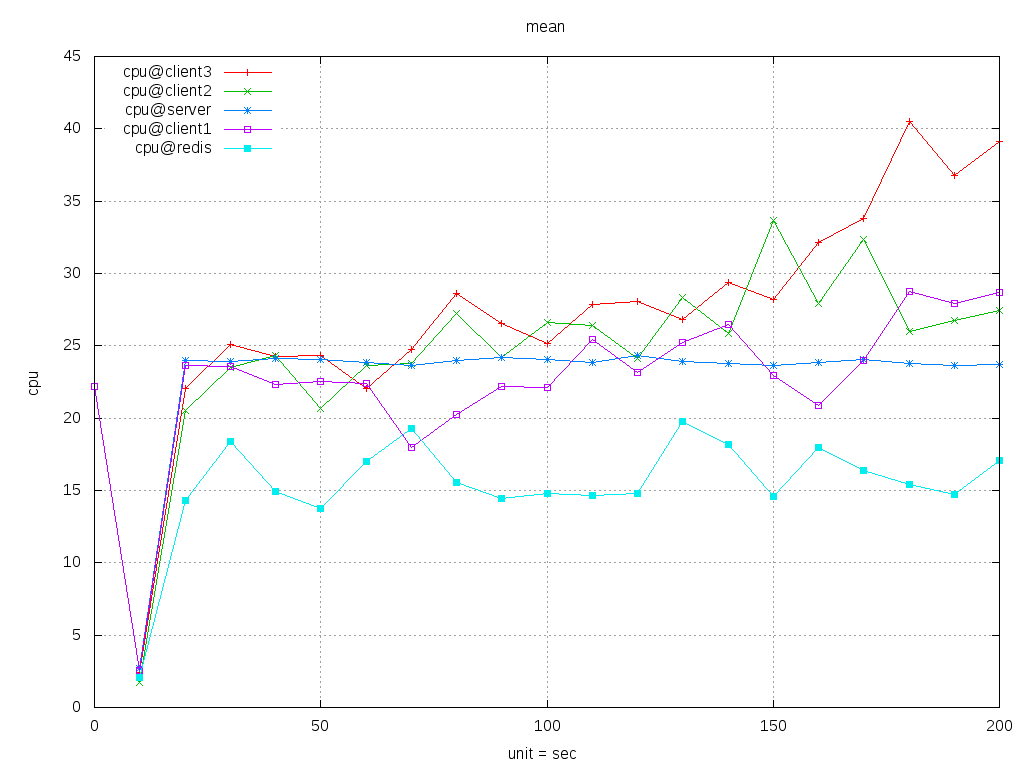 mean
45
40
35
30
25
20
15
10
5
0
cpu
cpu@client3
cpu@client2
cpu@server
cpu@client1
cpu@redis
0 50 100 150 200
unit = sec